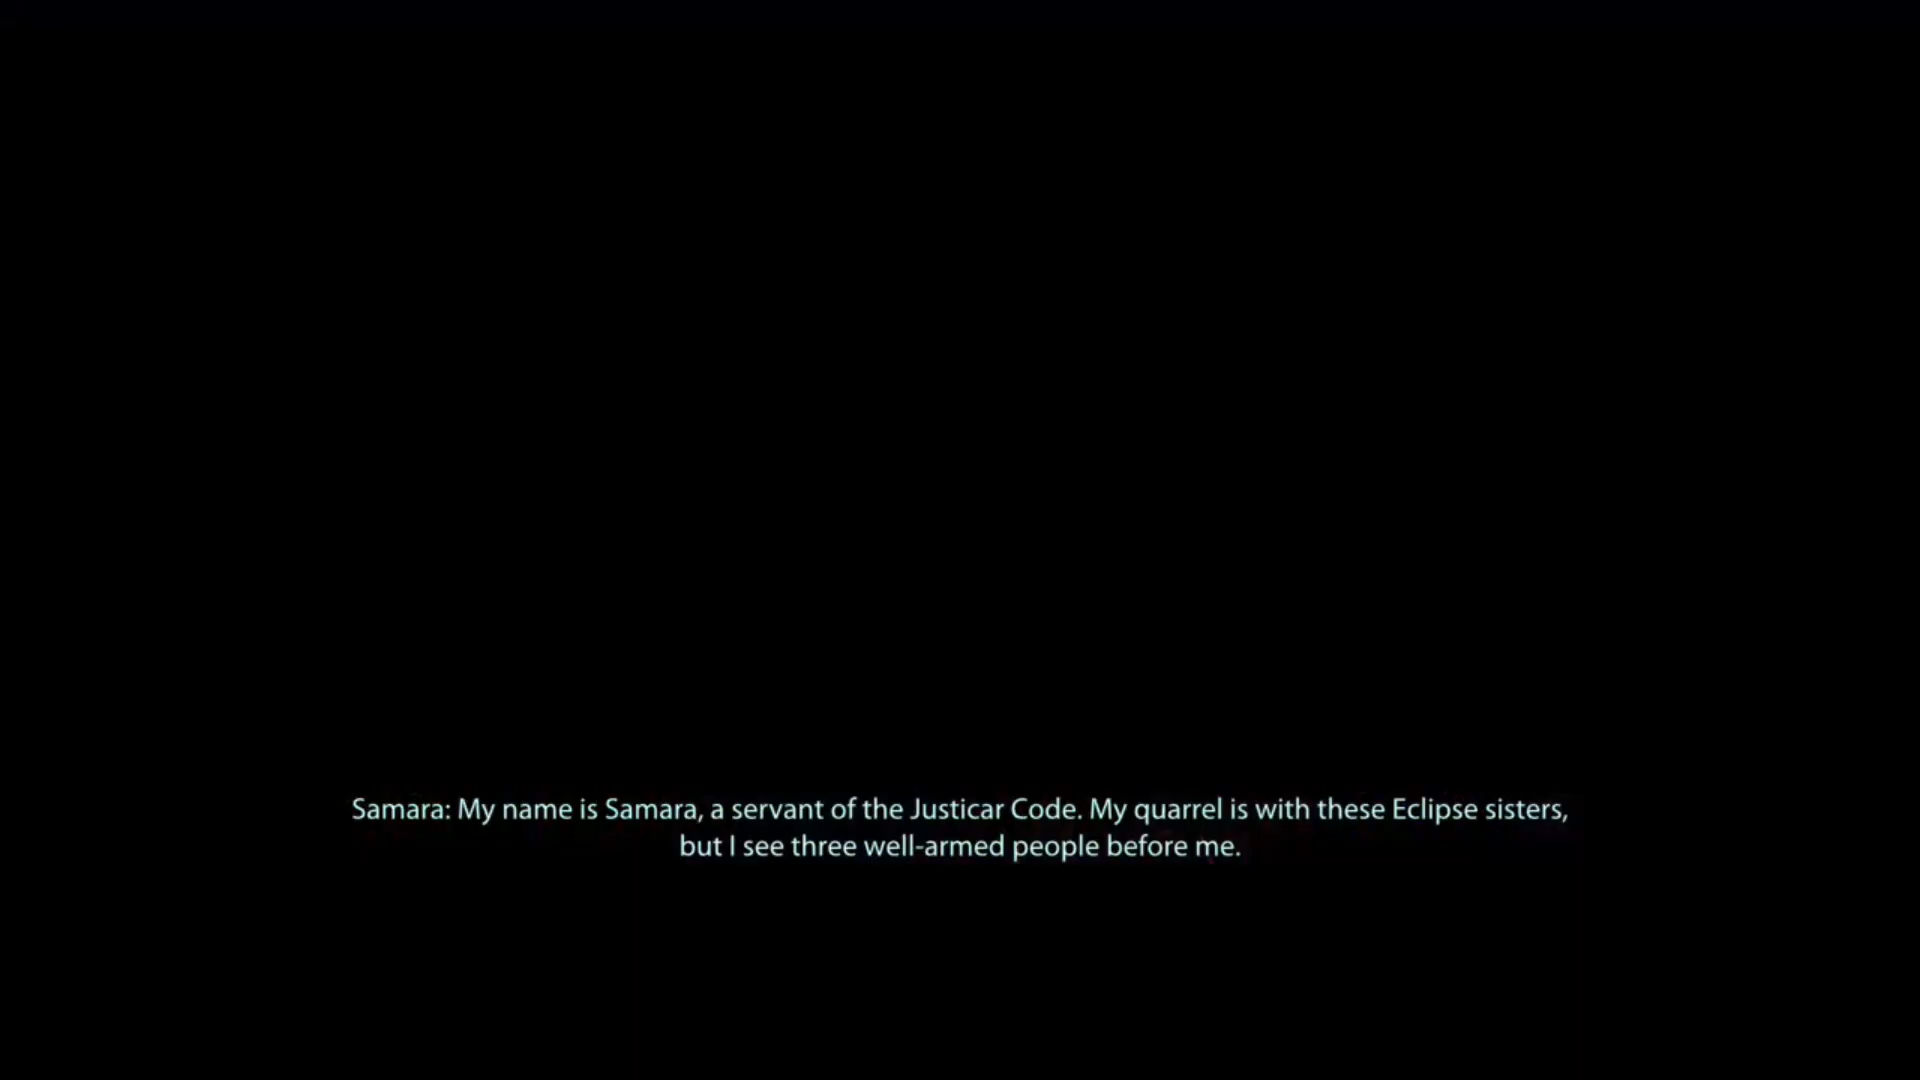 Samara: My name is Samara, a servant of the Justicar Code. My quarrel is with these Eclipse sisters,
but I see three well-armed people before me.